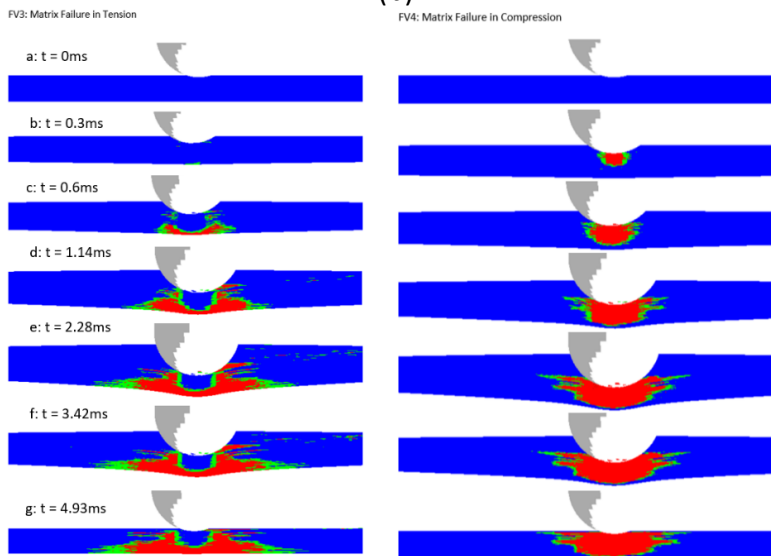 FV3: Matrix Failure in Tension
FV4: Matrix Failure in Compression
a: t = 0ms
b: t = 0.3ms
c: t = 0.6ms
d: t = 1.14ms
e: t = 2.28ms
f: t = 3.42ms
g: t = 4.93ms